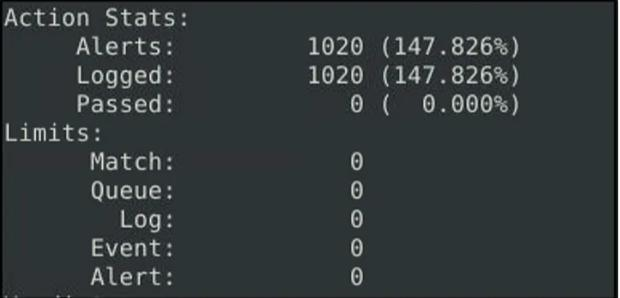 Action Stats:
Alerts: 1020 (147.826%)
Logged: 1020 (147.826%)
Passed: 0 ( 0.000%)
Limits:
Match: 0
Queue: 0
Log: 0
Event: 0
Alert: 0